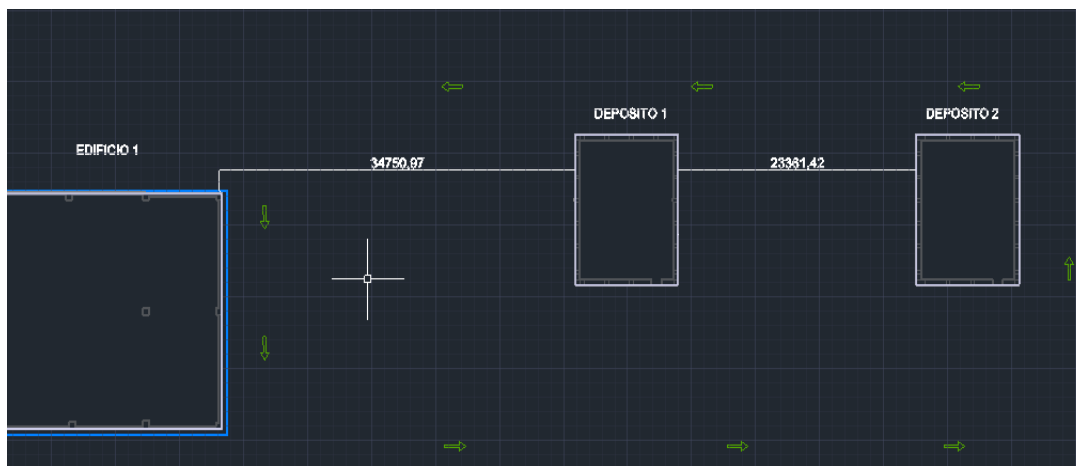 DEPOSITO 1
DEPOSITO 2
EDIFICIO 1
34750,97
23361,42